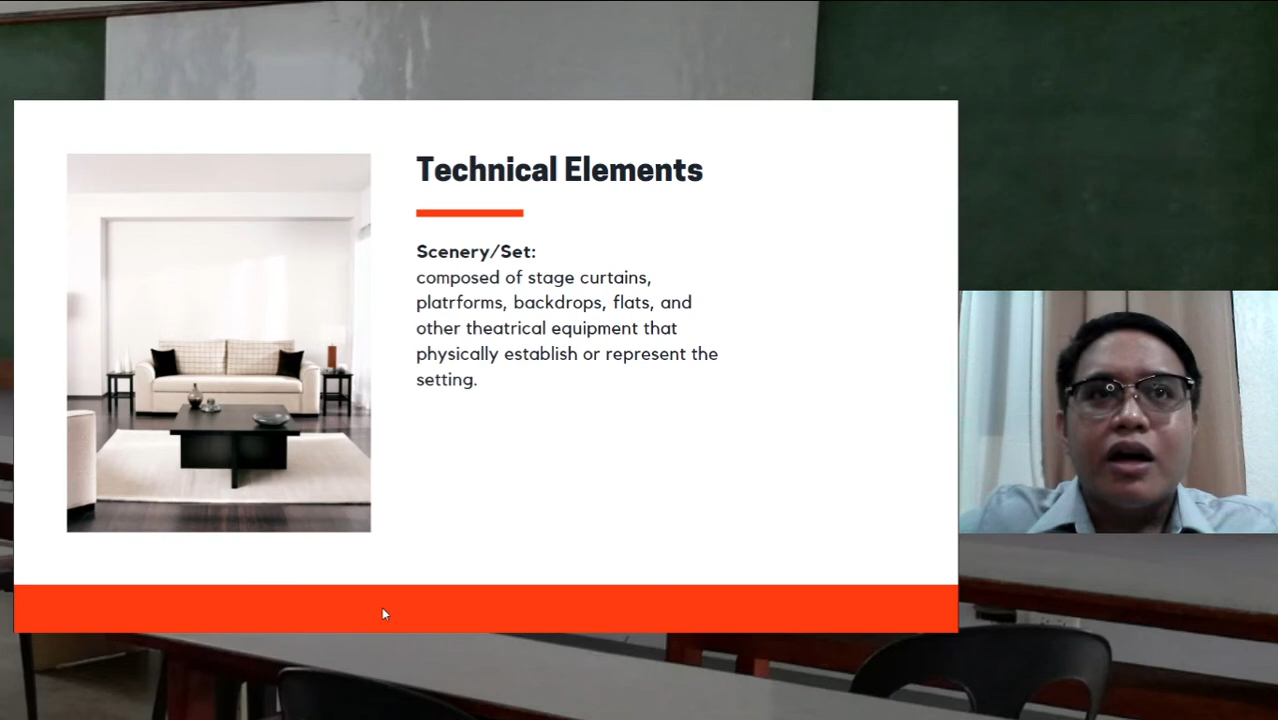 Technical Elements
Scenery/Set:
composed of stage curtains,
platrforms, backdrops, flats, and
other theatrical equipment that
physically establish or represent the
setting.